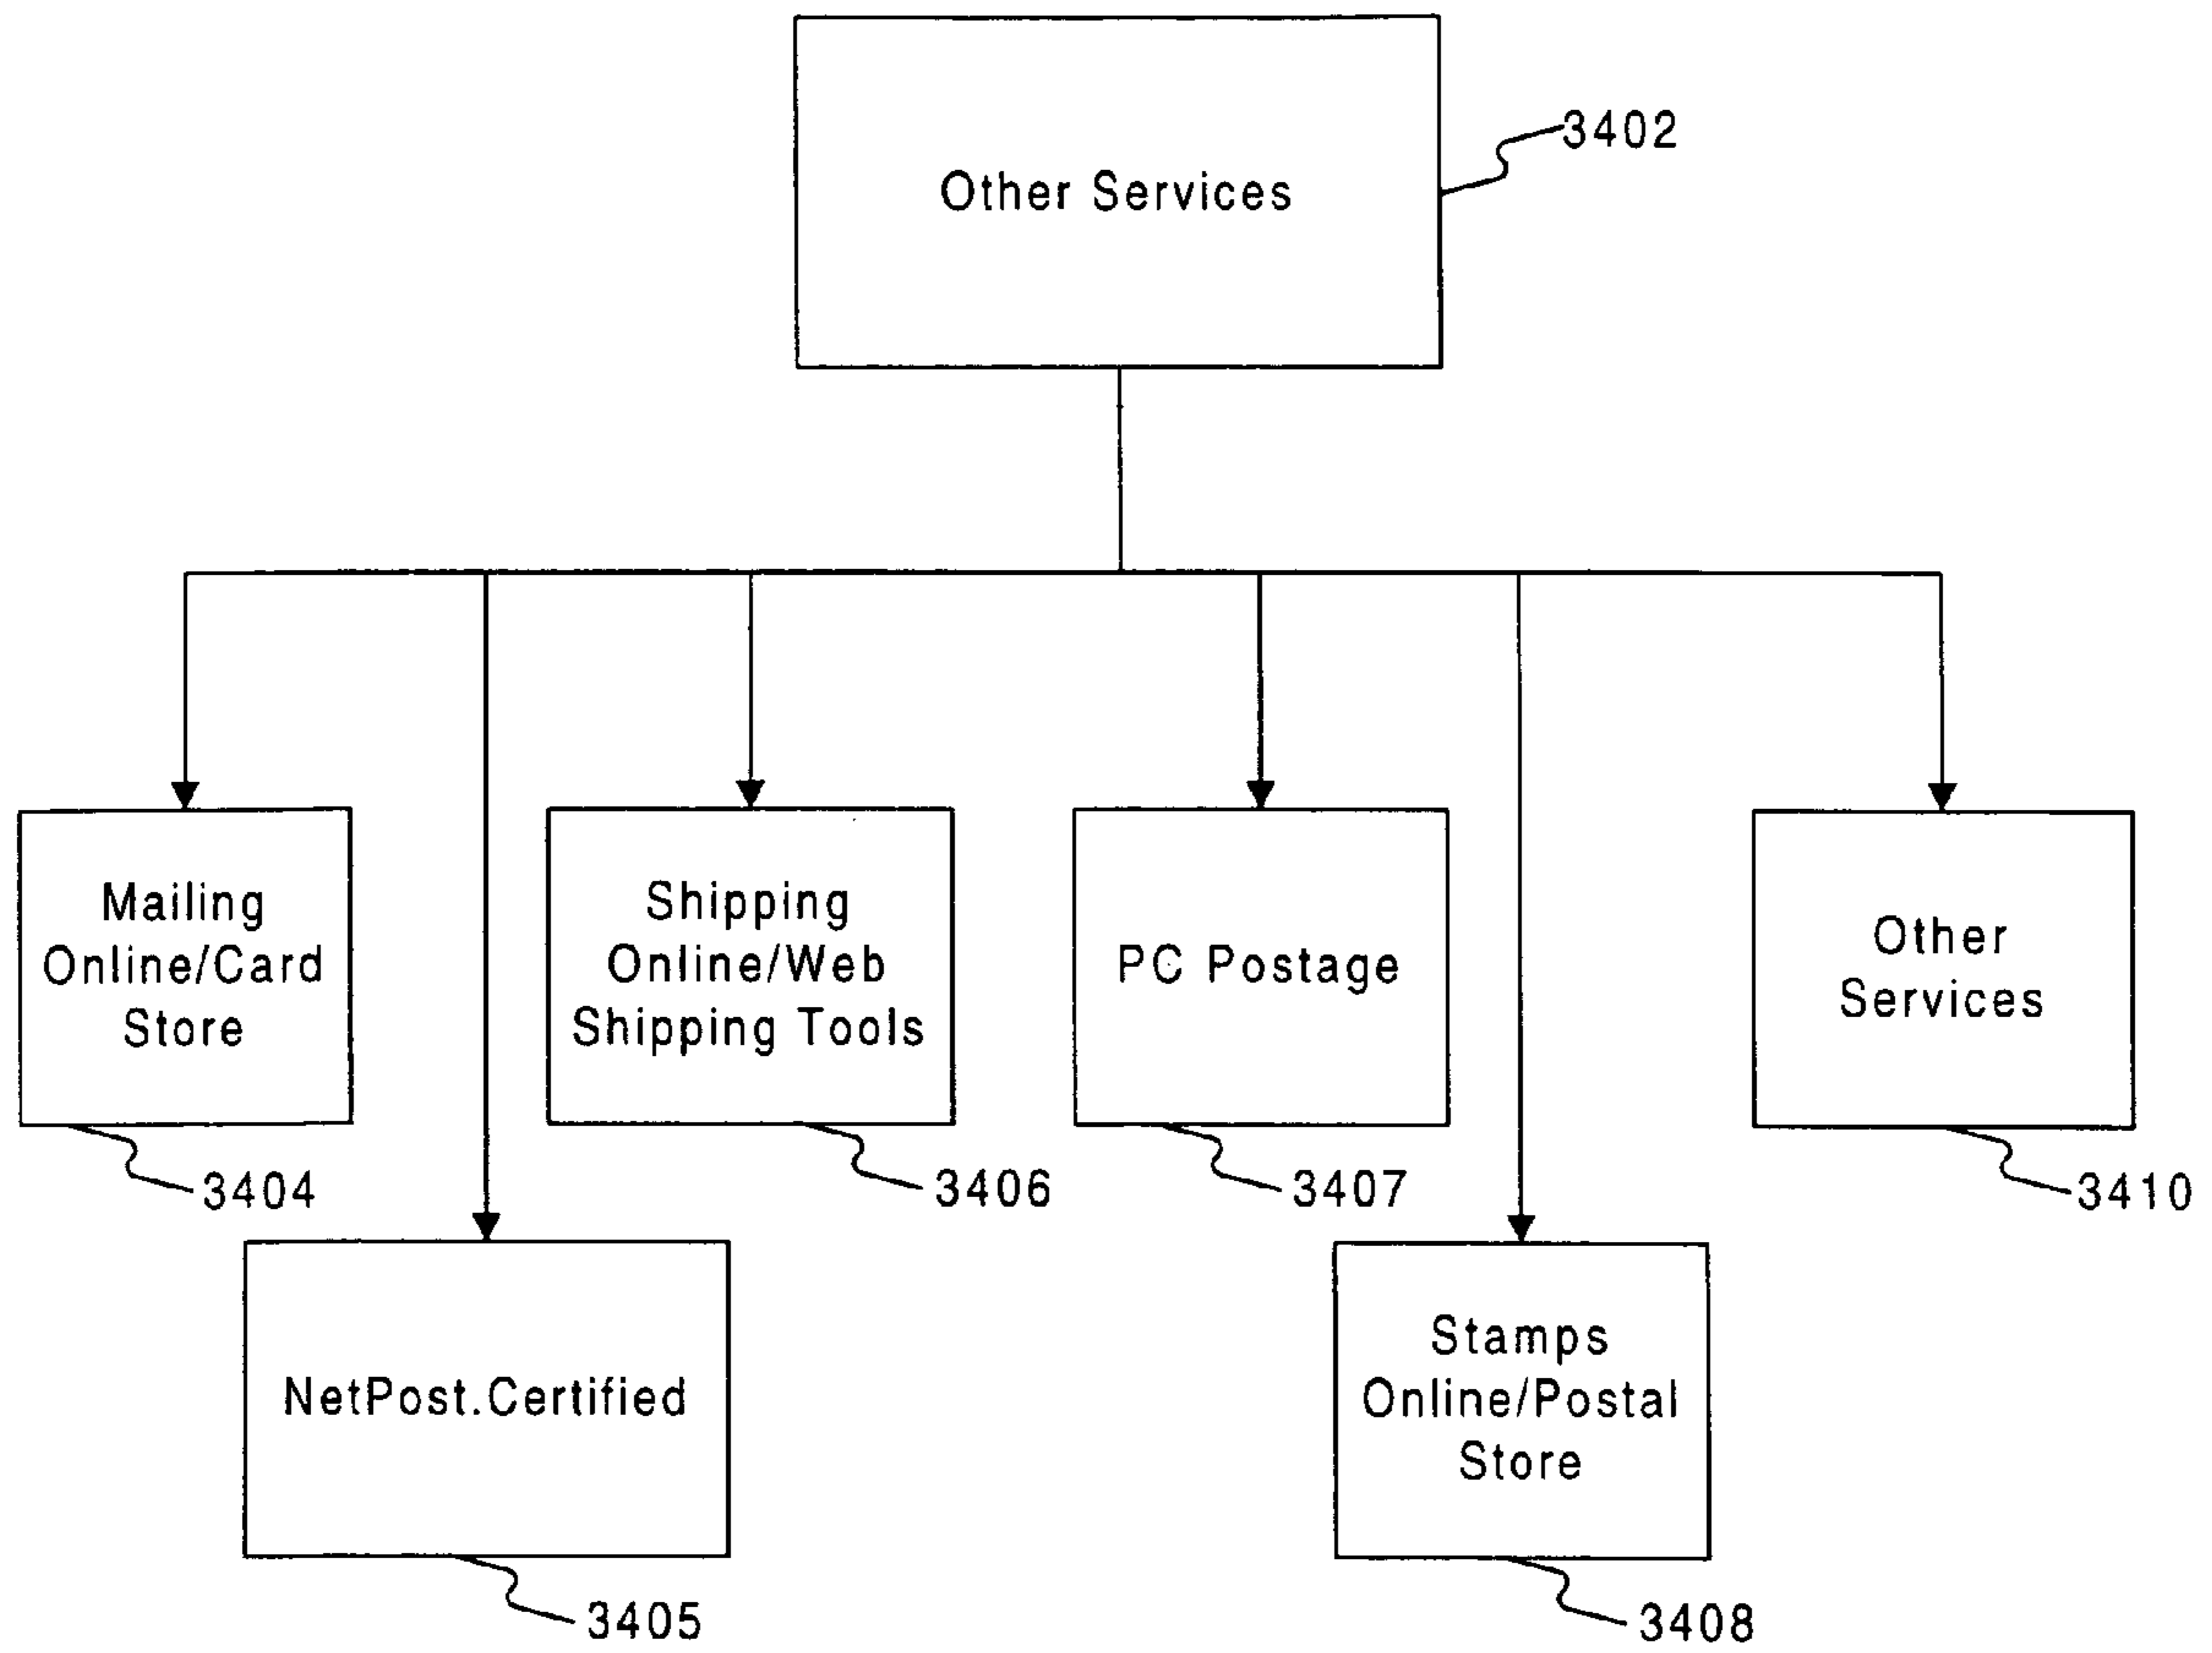 Other Services
3402
Mailing
Online/Card
Store
3404
Shipping
Online/Web
Shipping Tools
3406
PC Postage
3407
Other
Services
3410
NetPost.Certified
3405
Stamps
Online/Postal
Store
3408